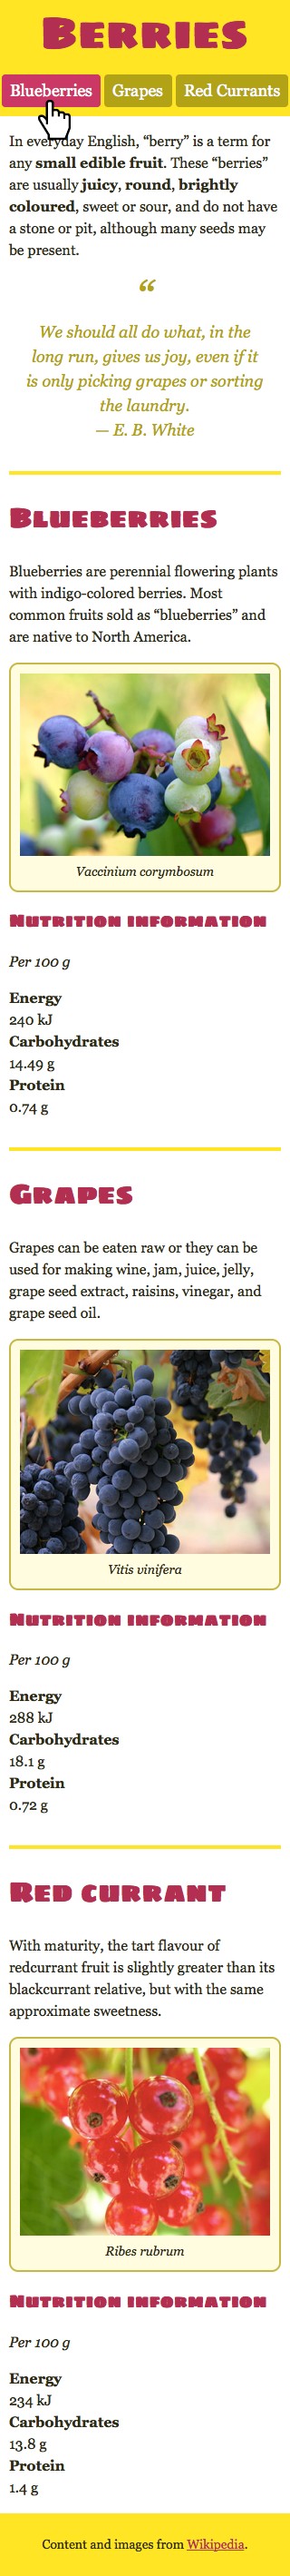 Berries
Blueberries Grapes Red Currants
In everyday English, “berry” is a term for
any small edible fruit. These “berries”
are usually juicy, round, brightly
coloured, sweet or sour, and do not have
a stone or pit, although many seeds may
be present.
“
We should all do what, in the
long run, gives us joy, even if it
is only picking grapes or sorting
the laundry.
— E. B. White
Blueberries
Blueberries are perennial flowering plants
with indigo-colored berries. Most
common fruits sold as “blueberries” and
are native to North America.
Vaccinium corymbosum
Nutrition information
Per 100 g
Energy
240 kJ
Carbohydrates
14.49 g
Protein
0.74 g
Grapes
Grapes can be eaten raw or they can be
used for making wine, jam, juice, jelly,
grape seed extract, raisins, vinegar, and
grape seed oil.
Vitis vinifera
Nutrition information
Per 100 g
Energy
288 kJ
Carbohydrates
18.1 g
Protein
0.72 g
Red currant
With maturity, the tart flavour of
redcurrant fruit is slightly greater than its
blackcurrant relative, but with the same
approximate sweetness.
Ribes rubrum
Nutrition information
Per 100 g
Energy
234 kJ
Carbohydrates
13.8 g
Protein
1.4 g
Content and images from Wikipedia.